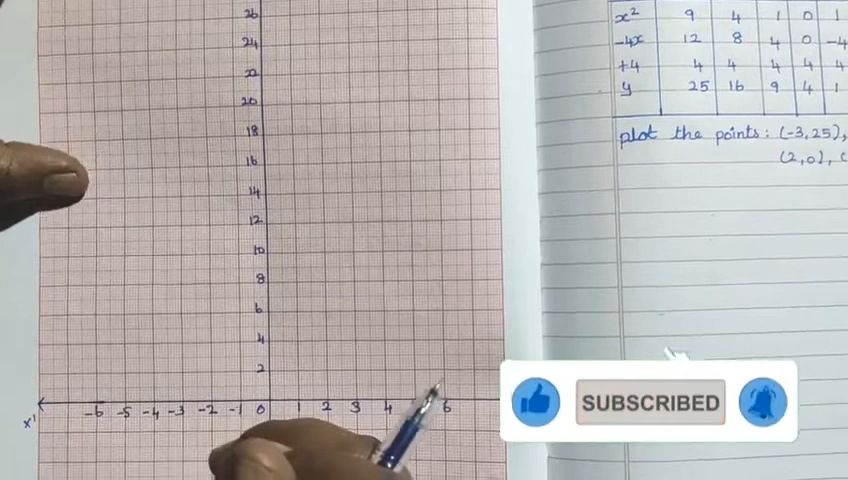 26
24
22
20
18
16
14
12
10
8
6
4
2
x' -6 -5 -4 -3 -2 -1 0 1 2 3 4 6
x² 9 4 1 0 1
-4x 12 8 4 0 -4
+4 4 4 4 4 4
y 25 16 9 4 1
plot the points: (-3,25),
(2,0), (
SUBSCRIBED